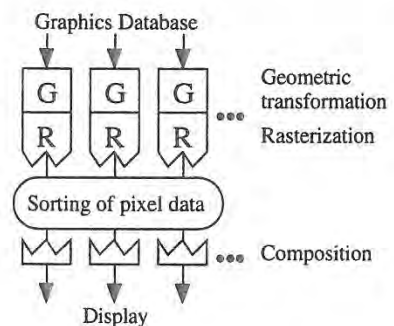 Graphics Database
G G G
Geometric
transformation
R R R
Rasterization
Sorting of pixel data
Composition
Display